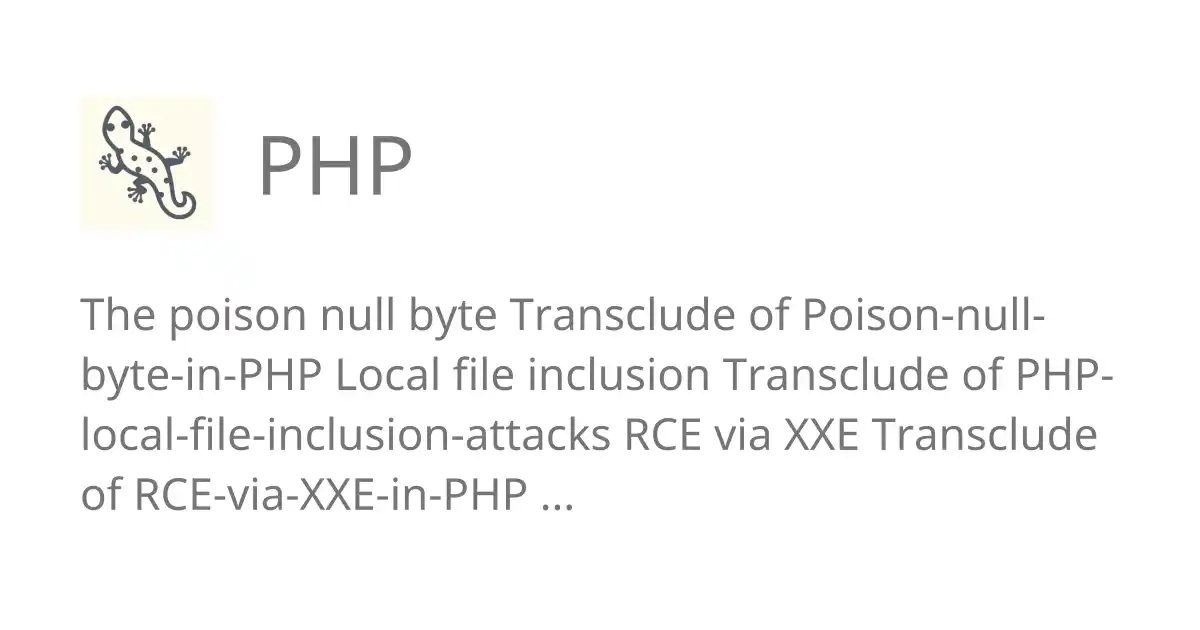 PHP
The poison null byte Transclude of Poison-null-
byte-in-PHP Local file inclusion Transclude of PHP-
local-file-inclusion-attacks RCE via XXE Transclude
of RCE-via-XXE-in-PHP ...